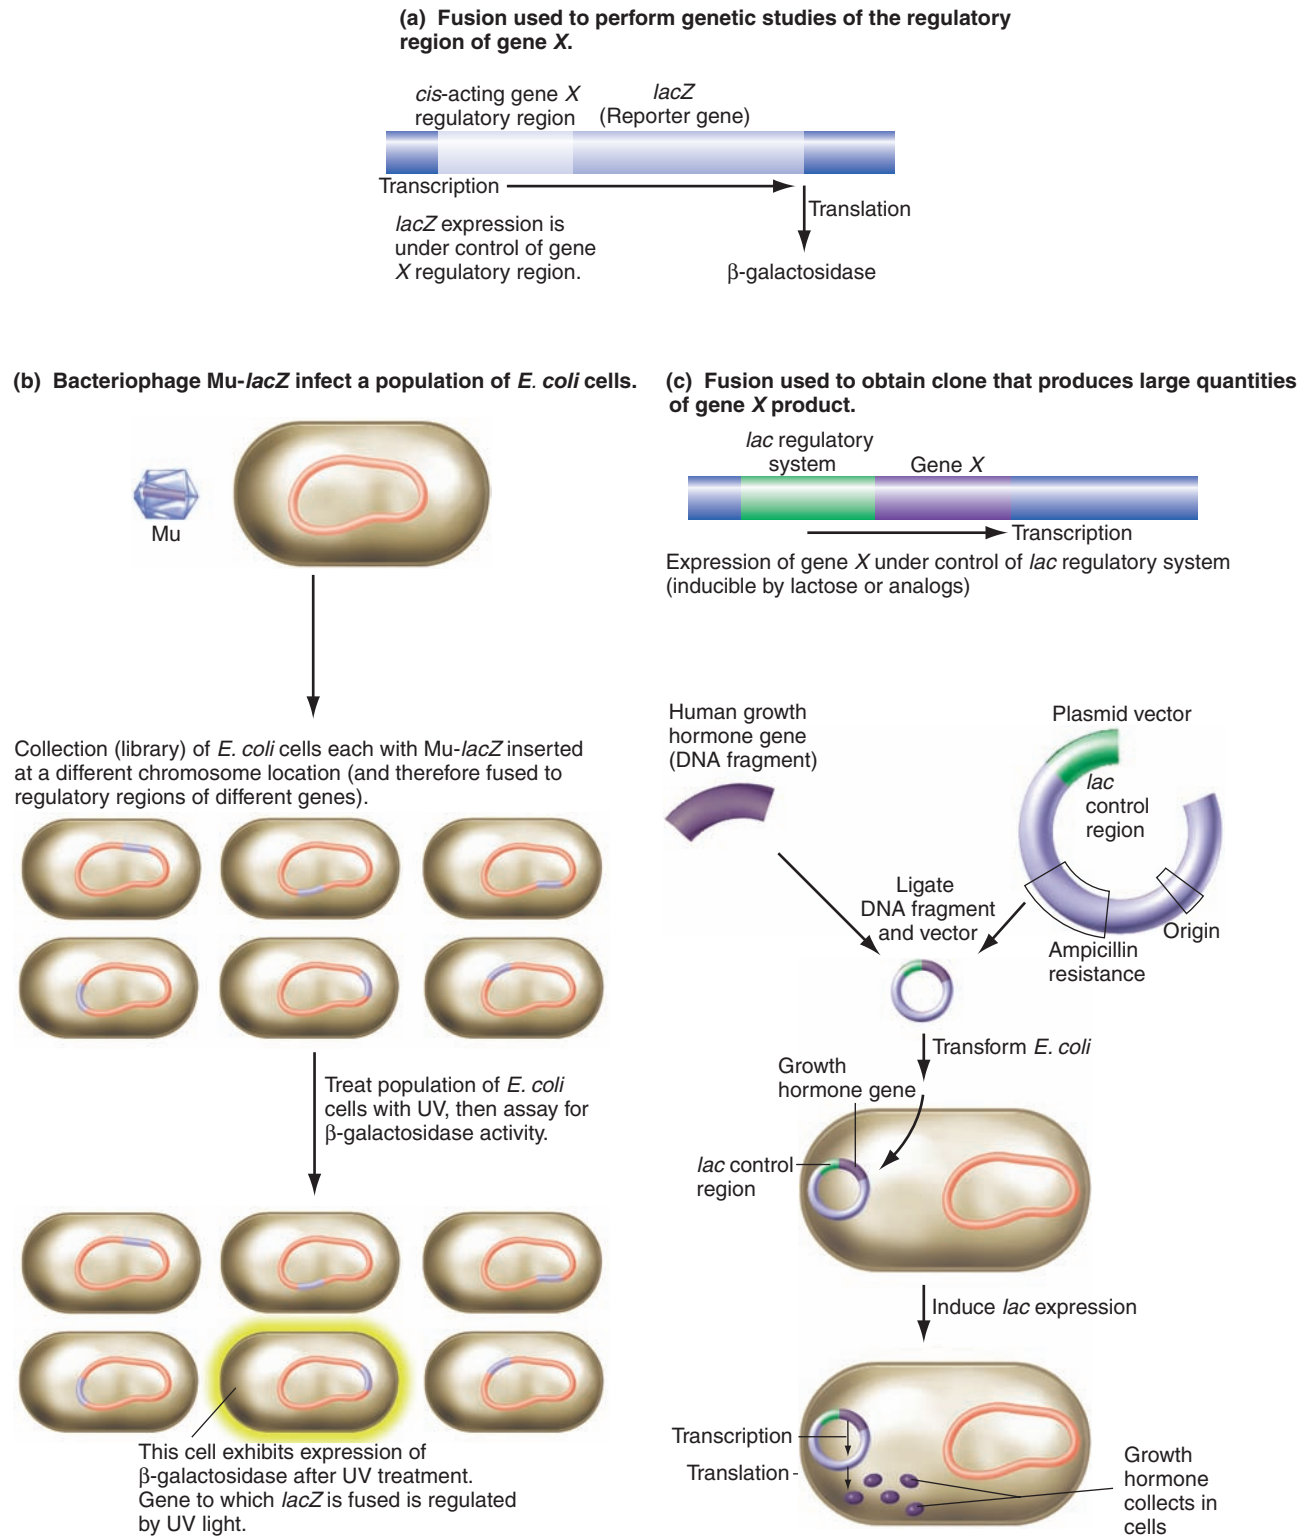 (a) Fusion used to perform genetic studies of the regulatory
region of gene X.
cis-acting gene X
regulatory region
lacZ
(Reporter gene)
Transcription
Translation
lacZ expression is
under control of gene
X regulatory region.
β-galactosidase
(b) Bacteriophage Mu-lacZ infect a population of E. coli cells.
Mu
Collection (library) of E. coli cells each with Mu-lacZ inserted
at a different chromosome location (and therefore fused to
regulatory regions of different genes).
Treat population of E. coli
cells with UV, then assay for
β-galactosidase activity.
This cell exhibits expression of
β-galactosidase after UV treatment.
Gene to which lacZ is fused is regulated
by UV light.
(c) Fusion used to obtain clone that produces large quantities
of gene X product.
lac regulatory
system
Gene X
Transcription
Expression of gene X under control of lac regulatory system
(inducible by lactose or analogs)
Human growth
hormone gene
(DNA fragment)
Plasmid vector
lac
control
region
Ligate
DNA fragment
and vector
Origin
Ampicillin
resistance
Transform E. coli
Growth
hormone gene
lac control
region
Induce lac expression
Transcription
Translation
Growth
hormone
collects in
cells